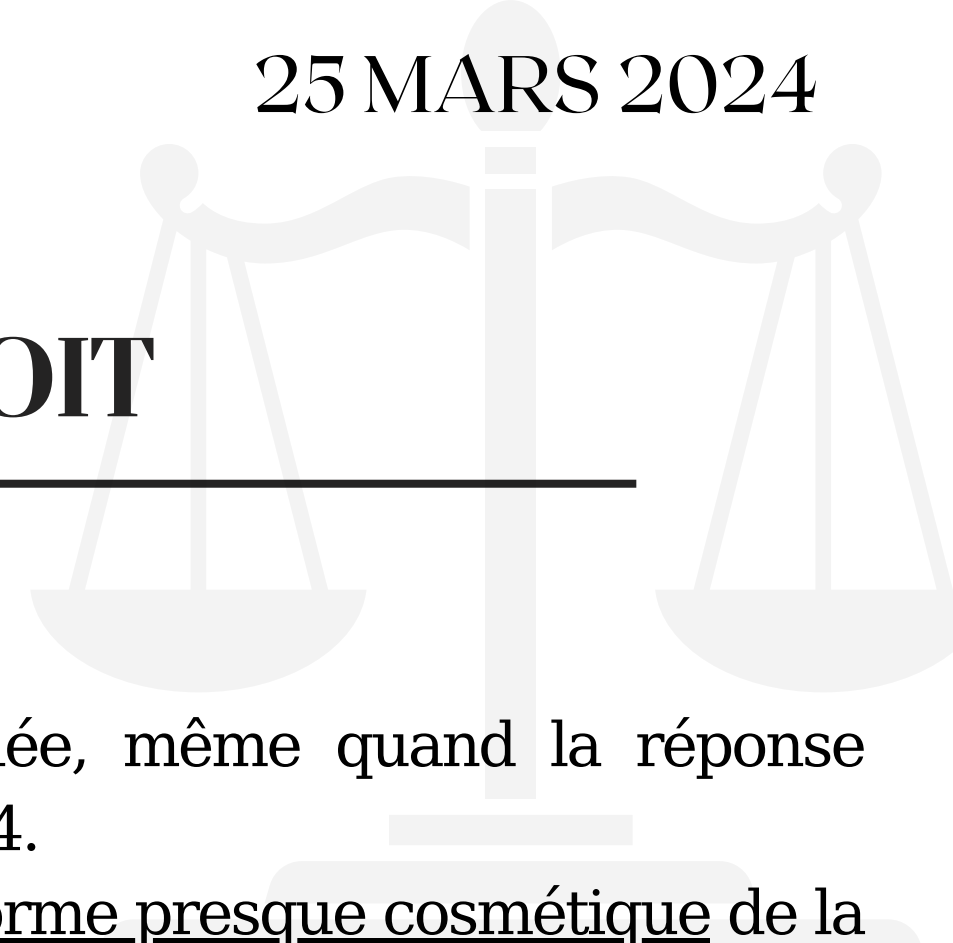 25 MARS 2024
OIT
ée, même quand la réponse
4.
orme presque cosmétique de la